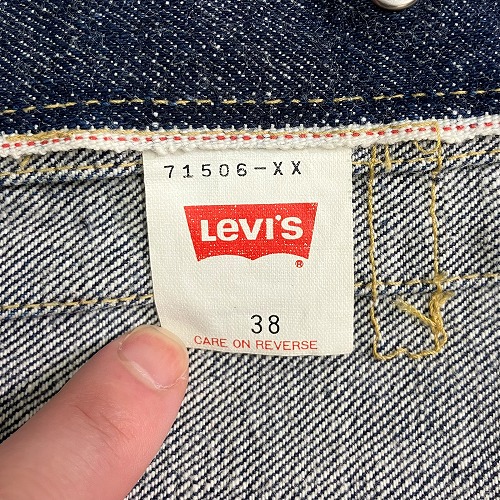 71506-XX
Levi's
®
38
CARE ON REVERSE